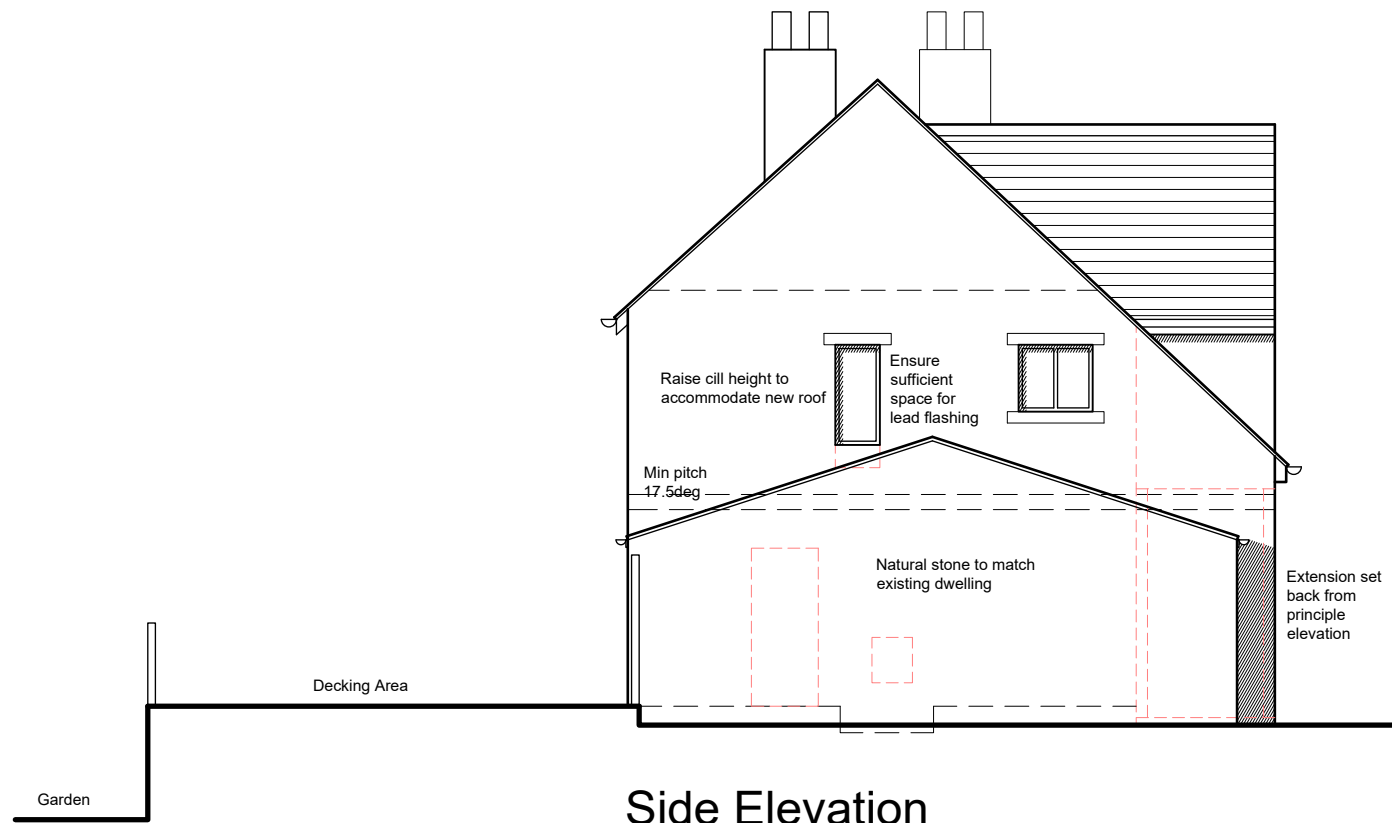 Raise cill height to
accommodate new roof
Ensure
sufficient
space for
lead flashing
Min pitch
17.5deg
Natural stone to match
existing dwelling
Extension set
back from
principle
elevation
Decking Area
Garden
Side Elevation